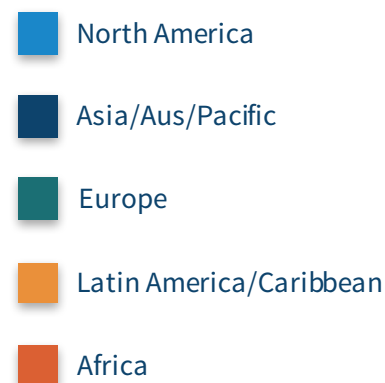 North America
Asia/Aus/Pacific
Europe
Latin America/Caribbean
Africa